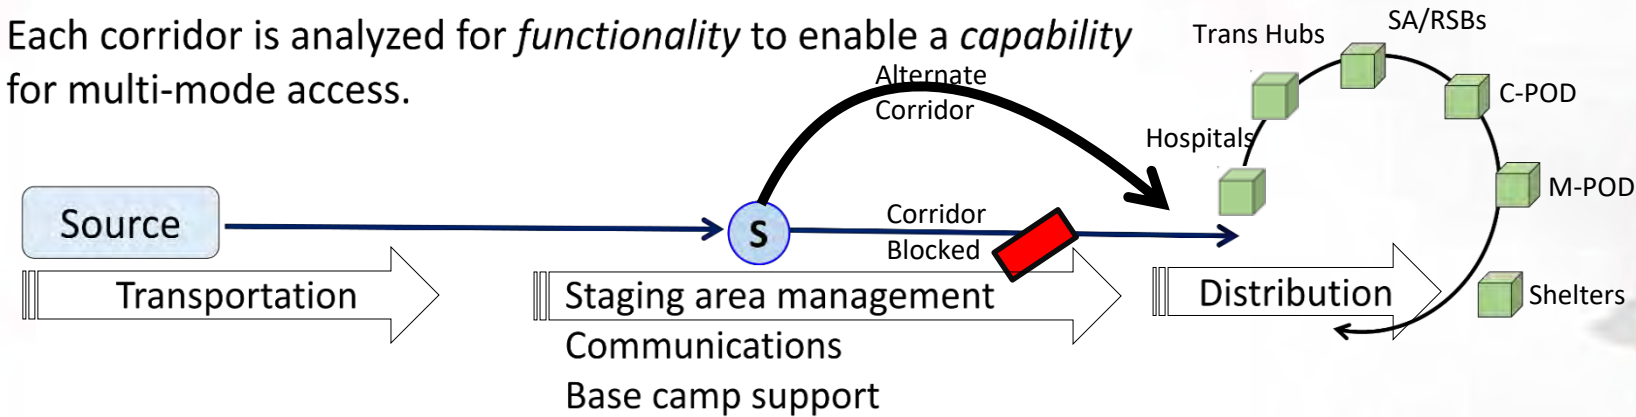 Each corridor is analyzed for functionality to enable a capability
for multi-mode access.
Alternate
Corridor
Trans Hubs
SA/RSBs
C-POD
Hospitals
M-POD
Source
S
Corridor
Blocked
Transportation
Staging area management
Communications
Base camp support
Distribution
Shelters